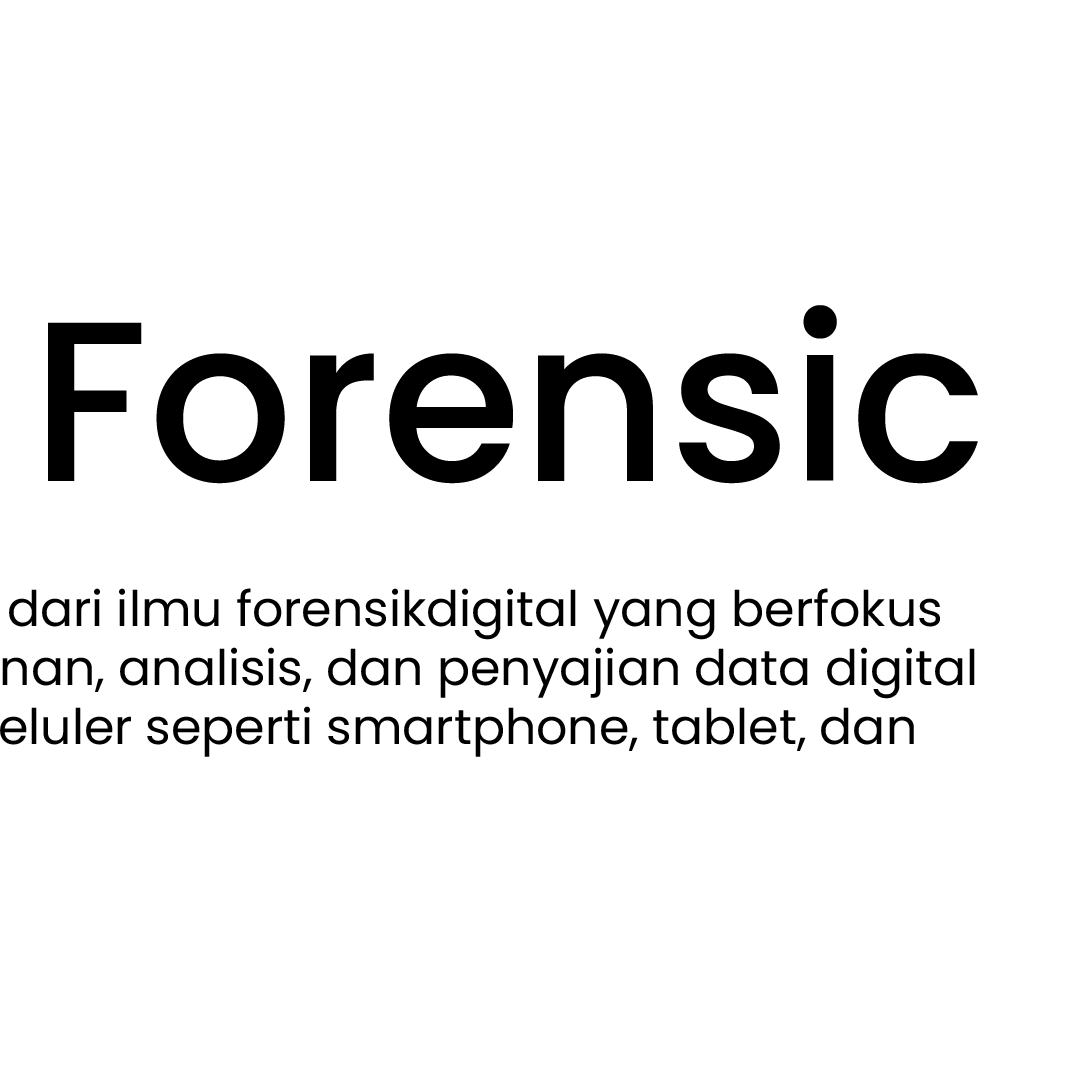 Forensic
dari ilmu forensikdigital yang berfokus
nan, analisis, dan penyajian data digital
eluler seperti smartphone, tablet, dan